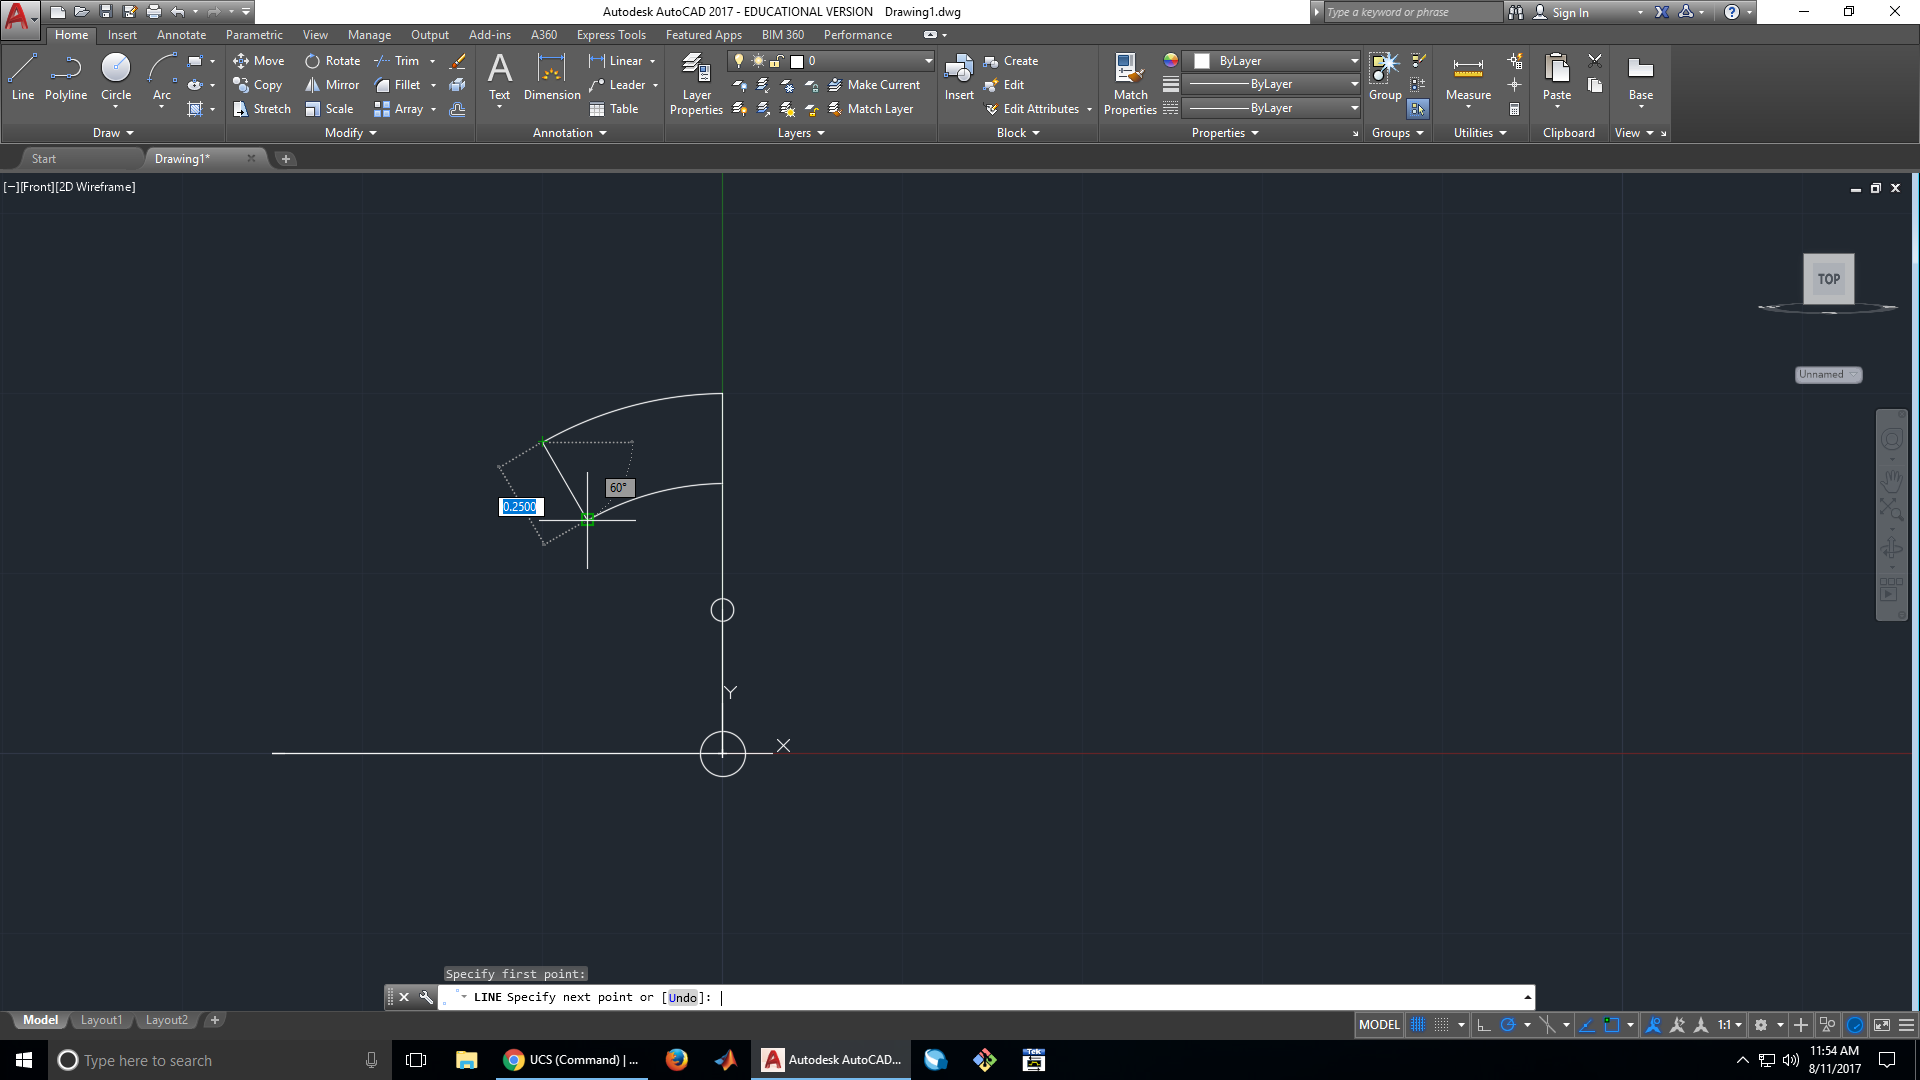 Autodesk AutoCAD 2017 - EDUCATIONAL VERSION Drawing1.dwg
Type a keyword or phrase
Sign In
Home Insert Annotate Parametric View Manage Output Add-ins A360 Express Tools Featured Apps BIM 360 Performance
Line Polyline Circle Arc
Draw
Move Rotate Trim
Copy Mirror Fillet
Stretch Scale Array
Modify
Text Dimension
Linear
Leader
Table
Annotation
Layer Properties
0
Make Current
Match Layer
Layers
Insert
Create
Edit
Edit Attributes
Block
Match Properties
ByLayer
ByLayer
ByLayer
Properties
Group
Groups
Measure
Utilities
Paste
Clipboard
Base
View
Start Drawing1*
[−][Front][2D Wireframe]
TOP
Unnamed
60°
0.2500
Y
X
Specify first point:
LINE Specify next point or [Undo]:
Model Layout1 Layout2
MODEL 1:1
Type here to search
UCS (Command) | ...
Autodesk AutoCAD...
Tek
11:54 AM
8/11/2017